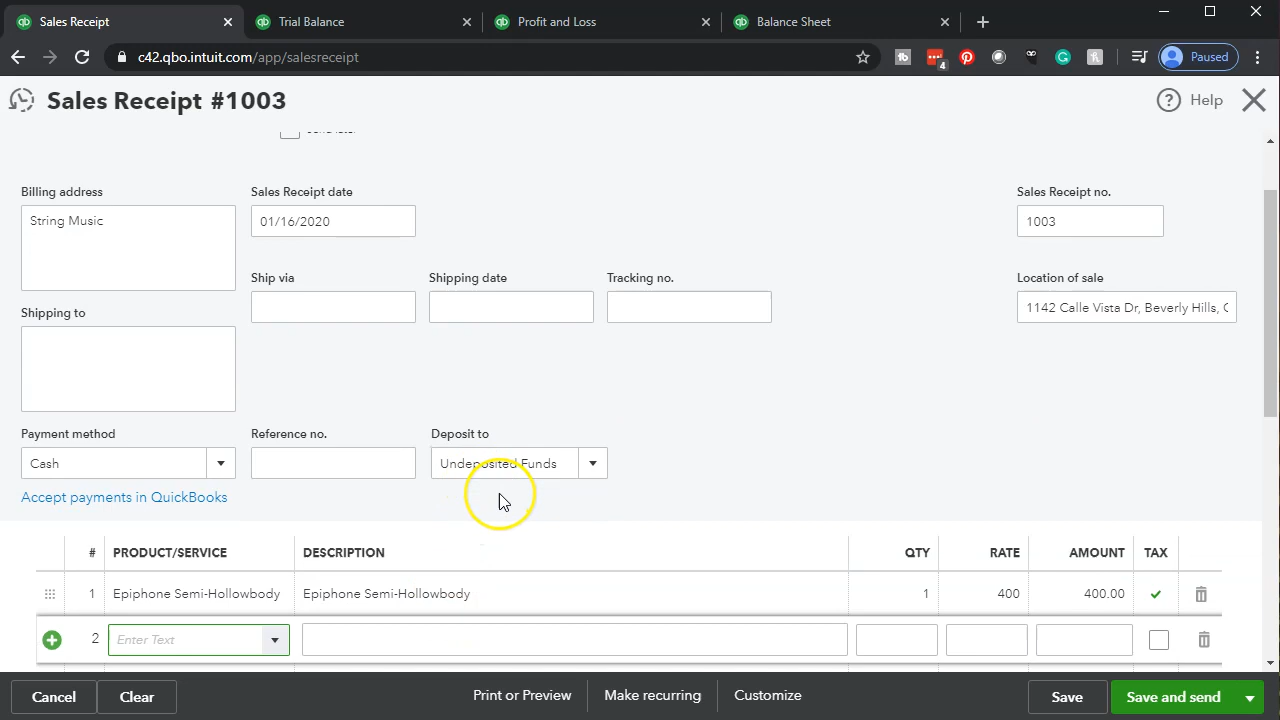 Sales Receipt
Trial Balance
Profit and Loss
Balance Sheet
c42.qbo.intuit.com/app/salesreceipt
4
Paused
Sales Receipt #1003
Help
Billing address
Sales Receipt date
Sales Receipt no.
String Music
01/16/2020
1003
Ship via
Shipping date
Tracking no.
Location of sale
1142 Calle Vista Dr, Beverly Hills, C
Shipping to
Payment method
Reference no.
Deposit to
Cash
Undeposited Funds
Accept payments in QuickBooks
# PRODUCT/SERVICE DESCRIPTION QTY RATE AMOUNT TAX
1 Epiphone Semi-Hollowbody Epiphone Semi-Hollowbody 1 400 400.00
2 Enter Text
Cancel
Clear
Print or Preview
Make recurring
Customize
Save
Save and send